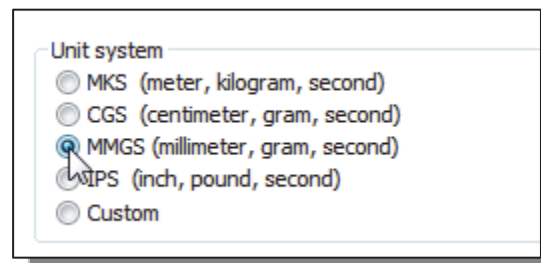 Unit system
MKS (meter, kilogram, second)
CGS (centimeter, gram, second)
MMGS (millimeter, gram, second)
IPS (inch, pound, second)
Custom